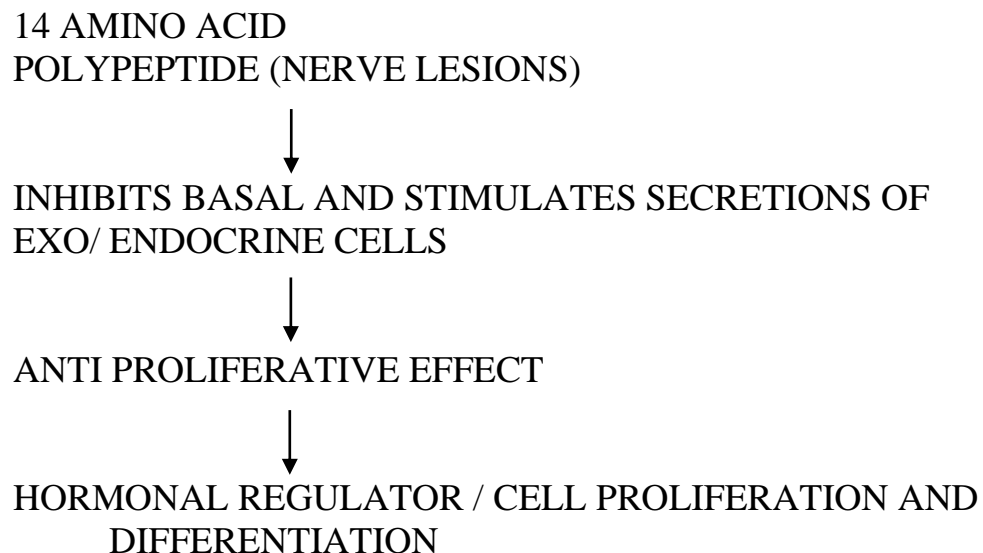 14 AMINO ACID
POLYPEPTIDE (NERVE LESIONS)
INHIBITS BASAL AND STIMULATES SECRETIONS OF
EXO/ ENDOCRINE CELLS
ANTI PROLIFERATIVE EFFECT
HORMONAL REGULATOR / CELL PROLIFERATION AND
DIFFERENTIATION